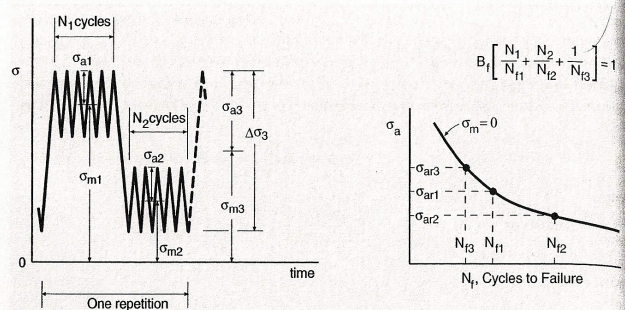 N1 cycles
σ
σa1
N2 cycles
σa2
σa3
Δσ3
σm1
σm2
σm3
0
time
One repetition
Bf[N1/Nf1 + N2/Nf2 + 1/Nf3] = 1
σa
σm = 0
σar3
σar1
σar2
Nf3 Nf1 Nf2
Nf, Cycles to Failure